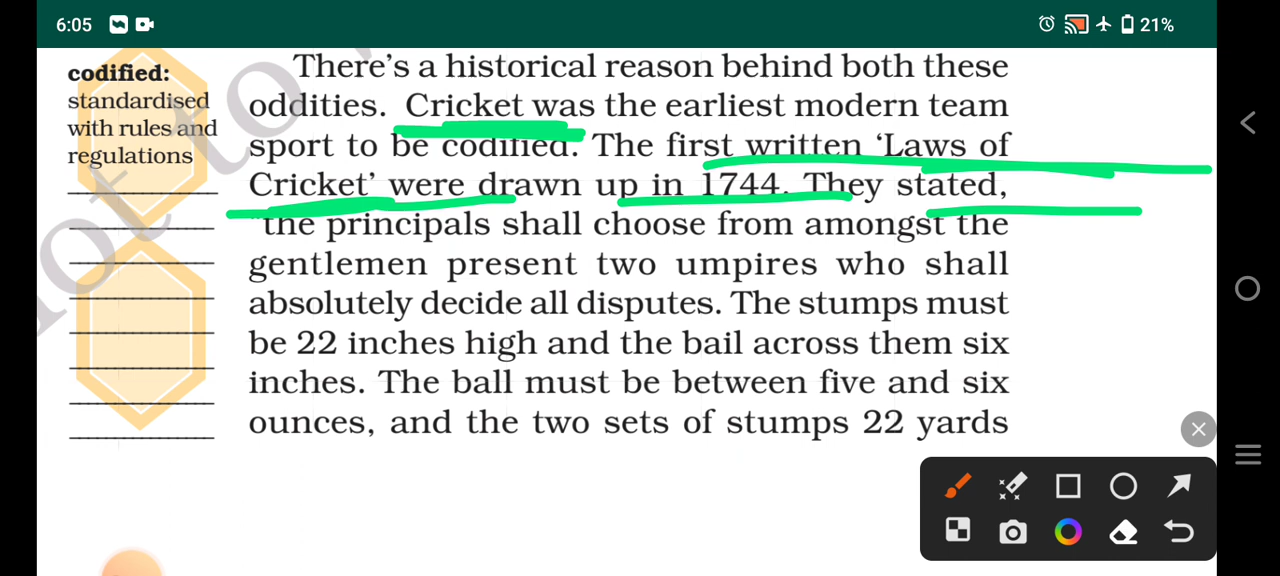 6:05
21%
codified:
standardised
with rules and
regulations
There's a historical reason behind both these
oddities. Cricket was the earliest modern team
sport to be codified. The first written ‘Laws of
Cricket’ were drawn up in 1744. They stated,
“the principals shall choose from amongst the
gentlemen present two umpires who shall
absolutely decide all disputes. The stumps must
be 22 inches high and the bail across them six
inches. The ball must be between five and six
ounces, and the two sets of stumps 22 yards
not to